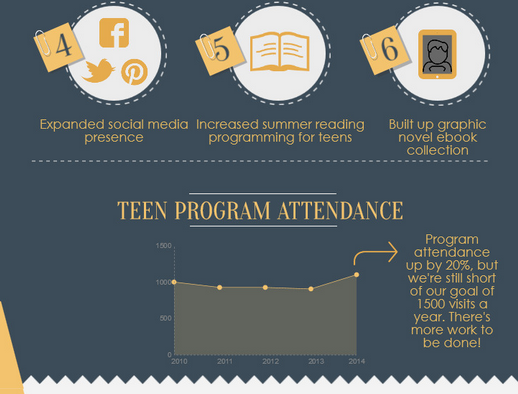 4
5
6
Expanded social media
presence
Increased summer reading
programming for teens
Built up graphic
novel ebook
collection
TEEN PROGRAM ATTENDANCE
Program
attendance
up by 20%, but
we're still short
of our goal of
1500 visits a
year. There's
more work to
be done!
1500
1000
500
0
2010 2011 2012 2013 2014